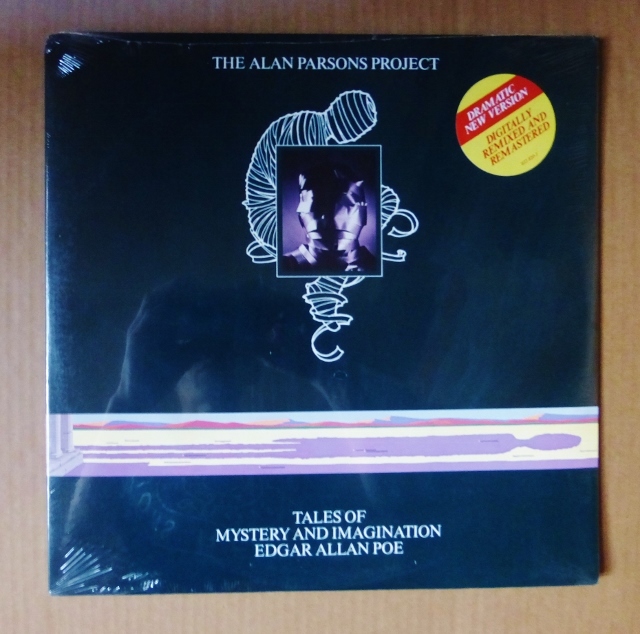 THE ALAN PARSONS PROJECT
DRAMATIC
NEW VERSION
DIGITALLY
REMIXED AND
REMASTERED
TALES OF
MYSTERY AND IMAGINATION
EDGAR ALLAN POE